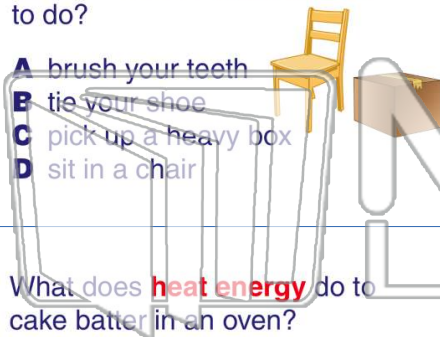 to do?
A brush your teeth
B tie your shoe
C pick up a heavy box
D sit in a chair
What does heat energy do to
cake batter in an oven?